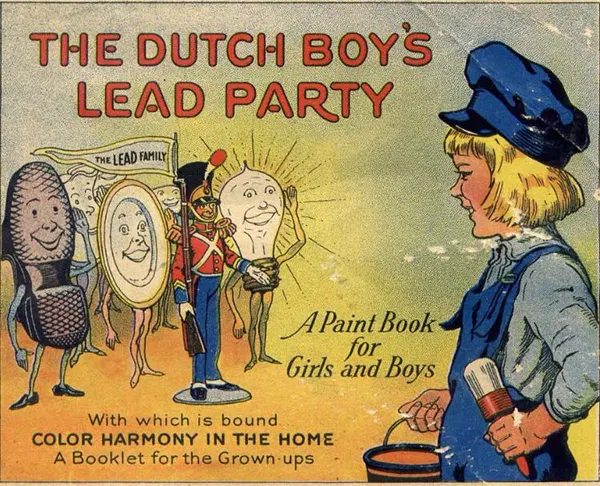 THE DUTCH BOY'S
LEAD PARTY
THE LEAD FAMILY
A Paint Book
for
Girls and Boys
With which is bound
COLOR HARMONY IN THE HOME
A Booklet for the Grown-ups